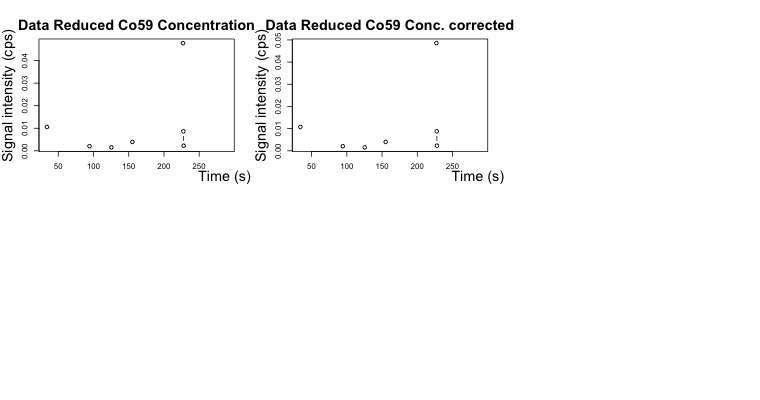 Data Reduced Co59 Concentration
Signal intensity (cps)
0.00 0.01 0.02 0.03 0.04
50 100 150 200 250
Time (s)
Data Reduced Co59 Conc. corrected
Signal intensity (cps)
0.00 0.01 0.02 0.03 0.04 0.05
50 100 150 200 250
Time (s)